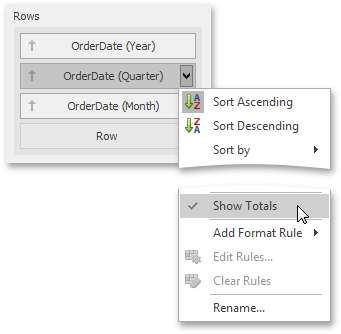 Rows
OrderDate (Year)
OrderDate (Quarter)
OrderDate (Month)
Row
Sort Ascending
Sort Descending
Sort by
Show Totals
Add Format Rule
Edit Rules...
Clear Rules
Rename...